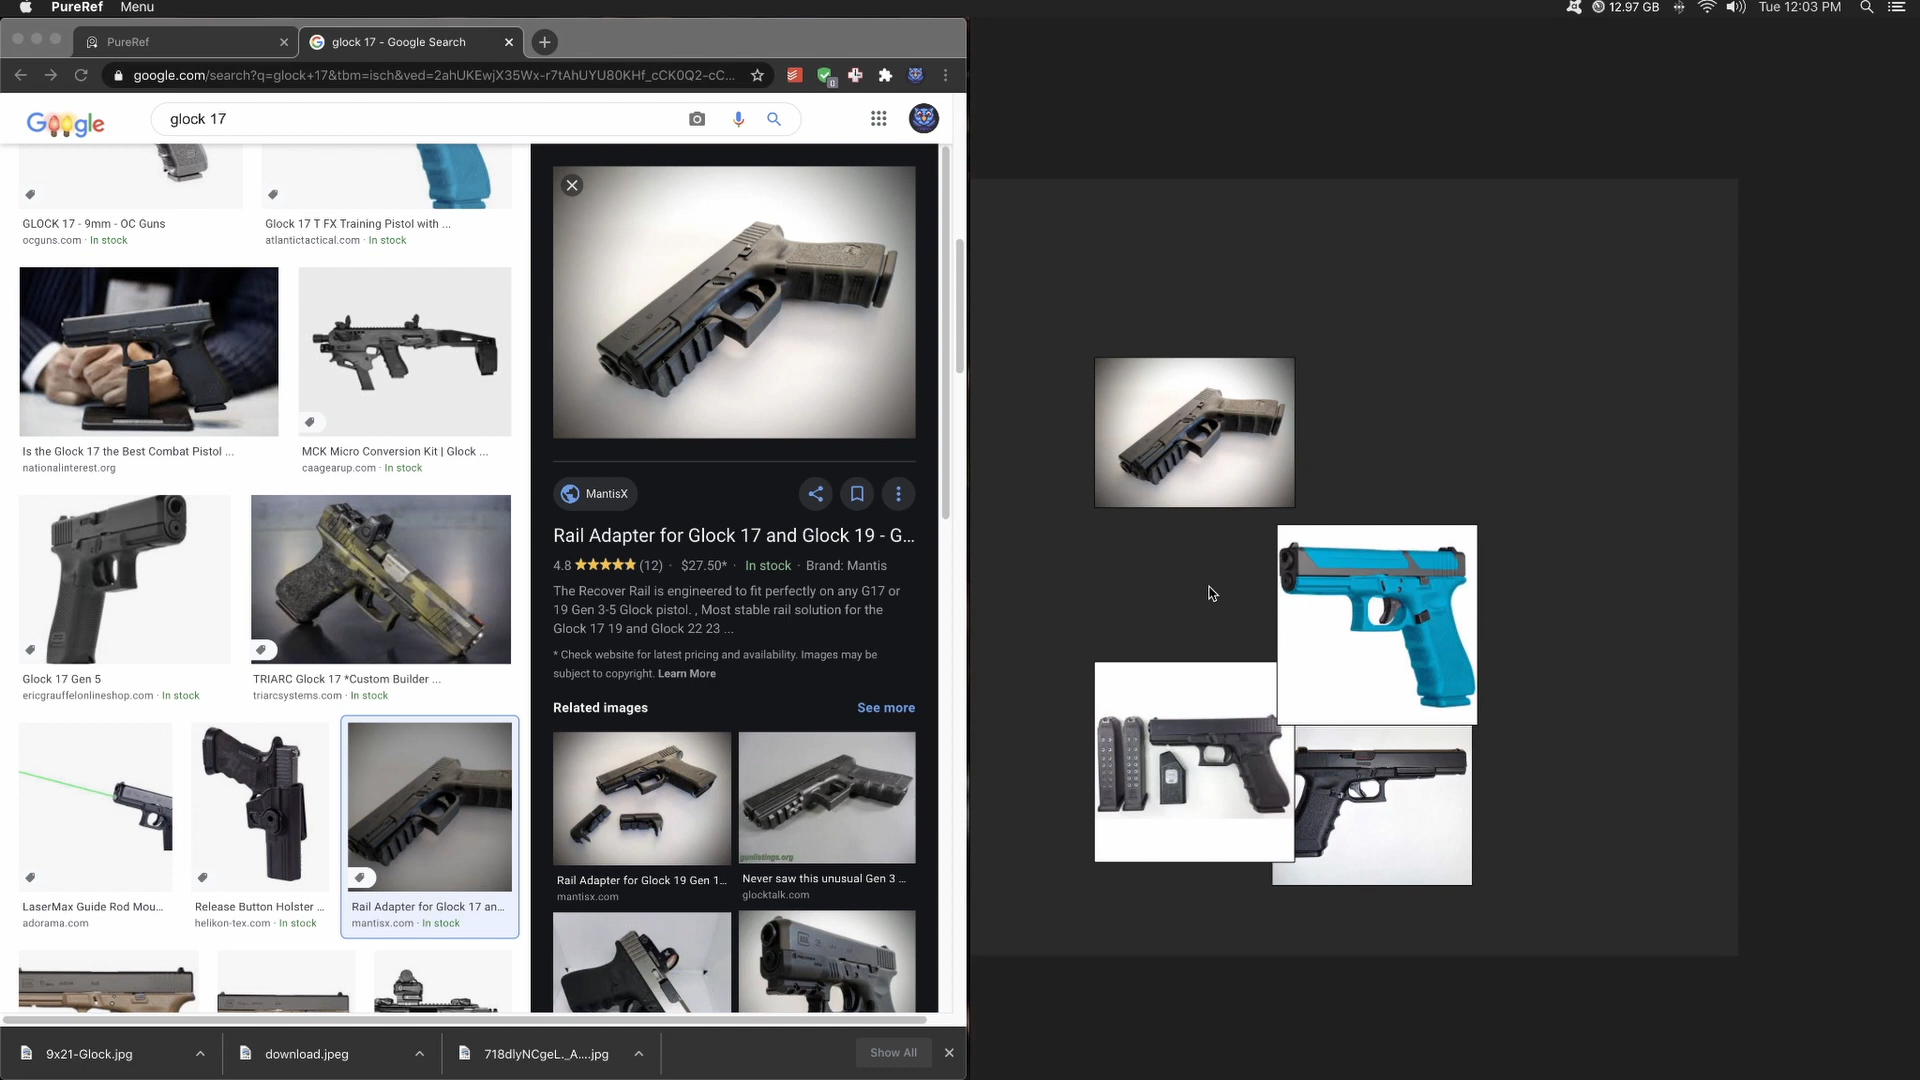 PureRef Menu
12.97 GB Tue 12:03 PM
PureRef
glock 17 - Google Search
google.com/search?q=glock+17&tbm=isch&ved=2ahUKEwjX35Wx-r7tAhUYU80KHf_cCK0Q2-cC...
Google
glock 17
GLOCK 17 - 9mm - OC Guns
ocguns.com · In stock
Glock 17 T FX Training Pistol with ...
atlantictactical.com · In stock
Is the Glock 17 the Best Combat Pistol ...
nationalinterest.org
MCK Micro Conversion Kit | Glock ...
caagearup.com · In stock
Glock 17 Gen 5
ericgrauffelonlineshop.com · In stock
TRIARC Glock 17 *Custom Builder ...
triarcsystems.com · In stock
LaserMax Guide Rod Mou...
adorama.com
Release Button Holster ...
helikon-tex.com · In stock
Rail Adapter for Glock 17 an...
mantisx.com · In stock
MantisX
Rail Adapter for Glock 17 and Glock 19 - G...
4.8 ★★★★★ (12) · $27.50* · In stock · Brand: Mantis
The Recover Rail is engineered to fit perfectly on any G17 or
19 Gen 3-5 Glock pistol. , Most stable rail solution for the
Glock 17 19 and Glock 22 23 ...
* Check website for latest pricing and availability. Images may be
subject to copyright. Learn More
Related images
See more
gunlistings.org
Rail Adapter for Glock 19 Gen 1...
mantisx.com
Never saw this unusual Gen 3 ...
glocktalk.com
9x21-Glock.jpg
download.jpeg
718dlyNCgeL._A....jpg
Show All